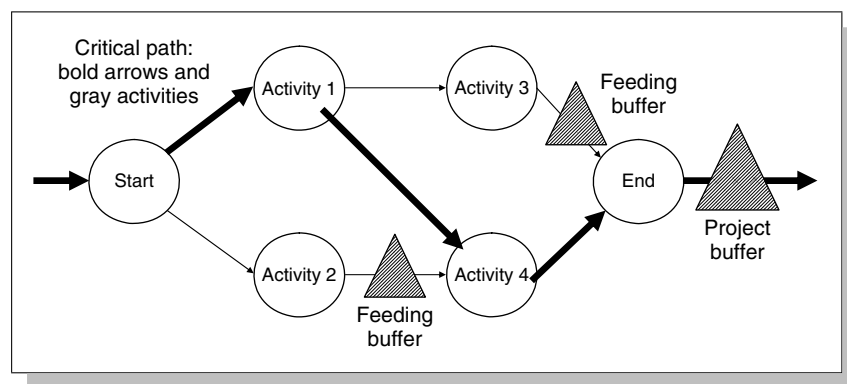 Critical path:
bold arrows and
gray activities
Activity 1
Activity 3
Feeding
buffer
Start
End
Project
buffer
Activity 2
Activity 4
Feeding
buffer